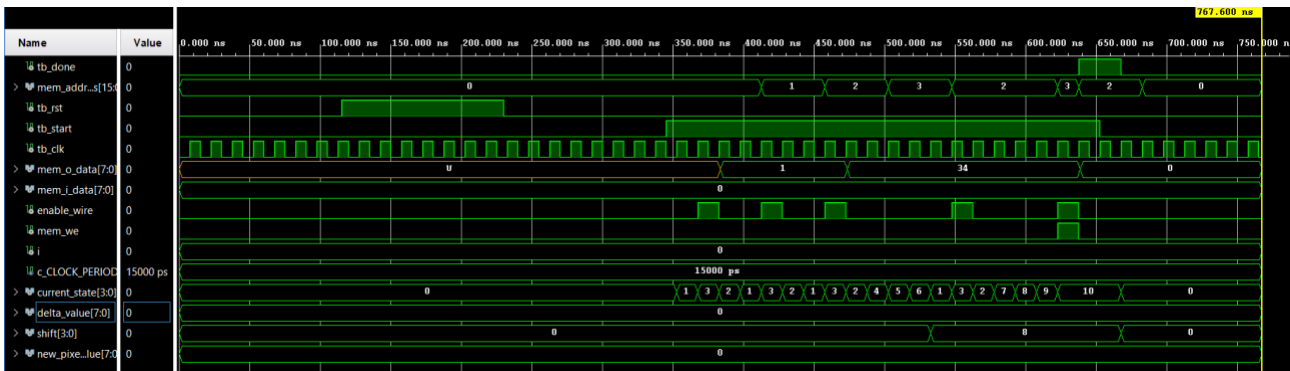 767.600 ns
Name Value 0.000 ns 50.000 ns 100.000 ns 150.000 ns 200.000 ns 250.000 ns 300.000 ns 350.000 ns 400.000 ns 450.000 ns 500.000 ns 550.000 ns 600.000 ns 650.000 ns 700.000 ns 750.000 n
tb_done 0
mem_addr...s[15:0 0 0 1 2 3 2 3 2 0
tb_rst 0
tb_start 0
tb_clk 0
mem_o_data[7:0] 0 U 1 34 0
mem_i_data[7:0] 0 0
enable_wire 0
mem_we 0
i 0 0
c_CLOCK_PERIOD 15000 ps 15000 ps
current_state[3:0] 0 0 1 3 2 1 3 2 1 3 2 4 5 6 1 3 2 7 8 9 10 0
delta_value[7:0] 0 0
shift[3:0] 0 0 8 0
new_pixe...lue[7:0 0 0